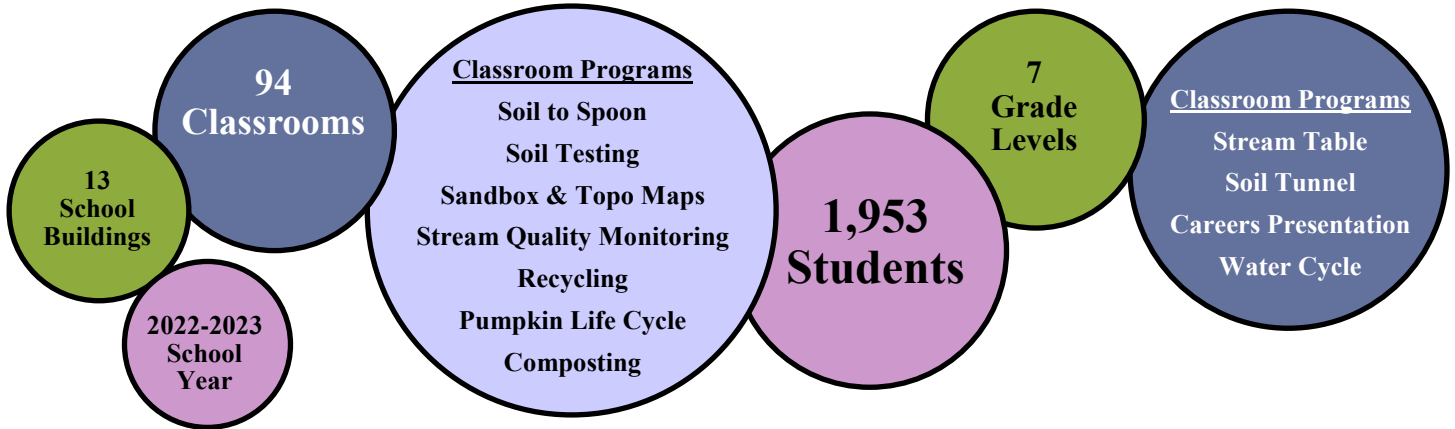 13
School
Buildings
2022-2023
School
Year
94
Classrooms
Classroom Programs
Soil to Spoon
Soil Testing
Sandbox & Topo Maps
Stream Quality Monitoring
Recycling
Pumpkin Life Cycle
Composting
1,953
Students
7
Grade
Levels
Classroom Programs
Stream Table
Soil Tunnel
Careers Presentation
Water Cycle